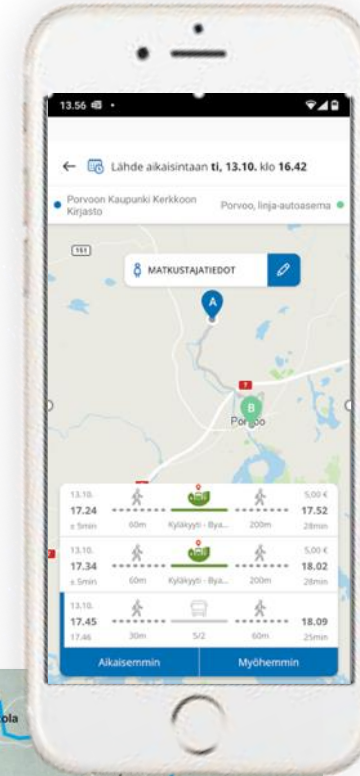 13.56
Lähde aikaisintaan ti, 13.10. klo 16.42
Porvoon Kaupunki Kerkkoon
Kirjasto
Porvoo, linja-autoasema
151
MATKUSTAJATIEDOT
A
7
B
Porvoo
13.10.
17.24
± 5min
60m
Kyläkyyti - Bya...
200m
5,00 €
17.52
28min
13.10.
17.34
± 5min
60m
Kyläkyyti - Bya...
200m
5,00 €
18.02
28min
13.10.
17.45
17.46
30m
5/2
60m
18.09
25min
Aikaisemmin
Myöhemmin